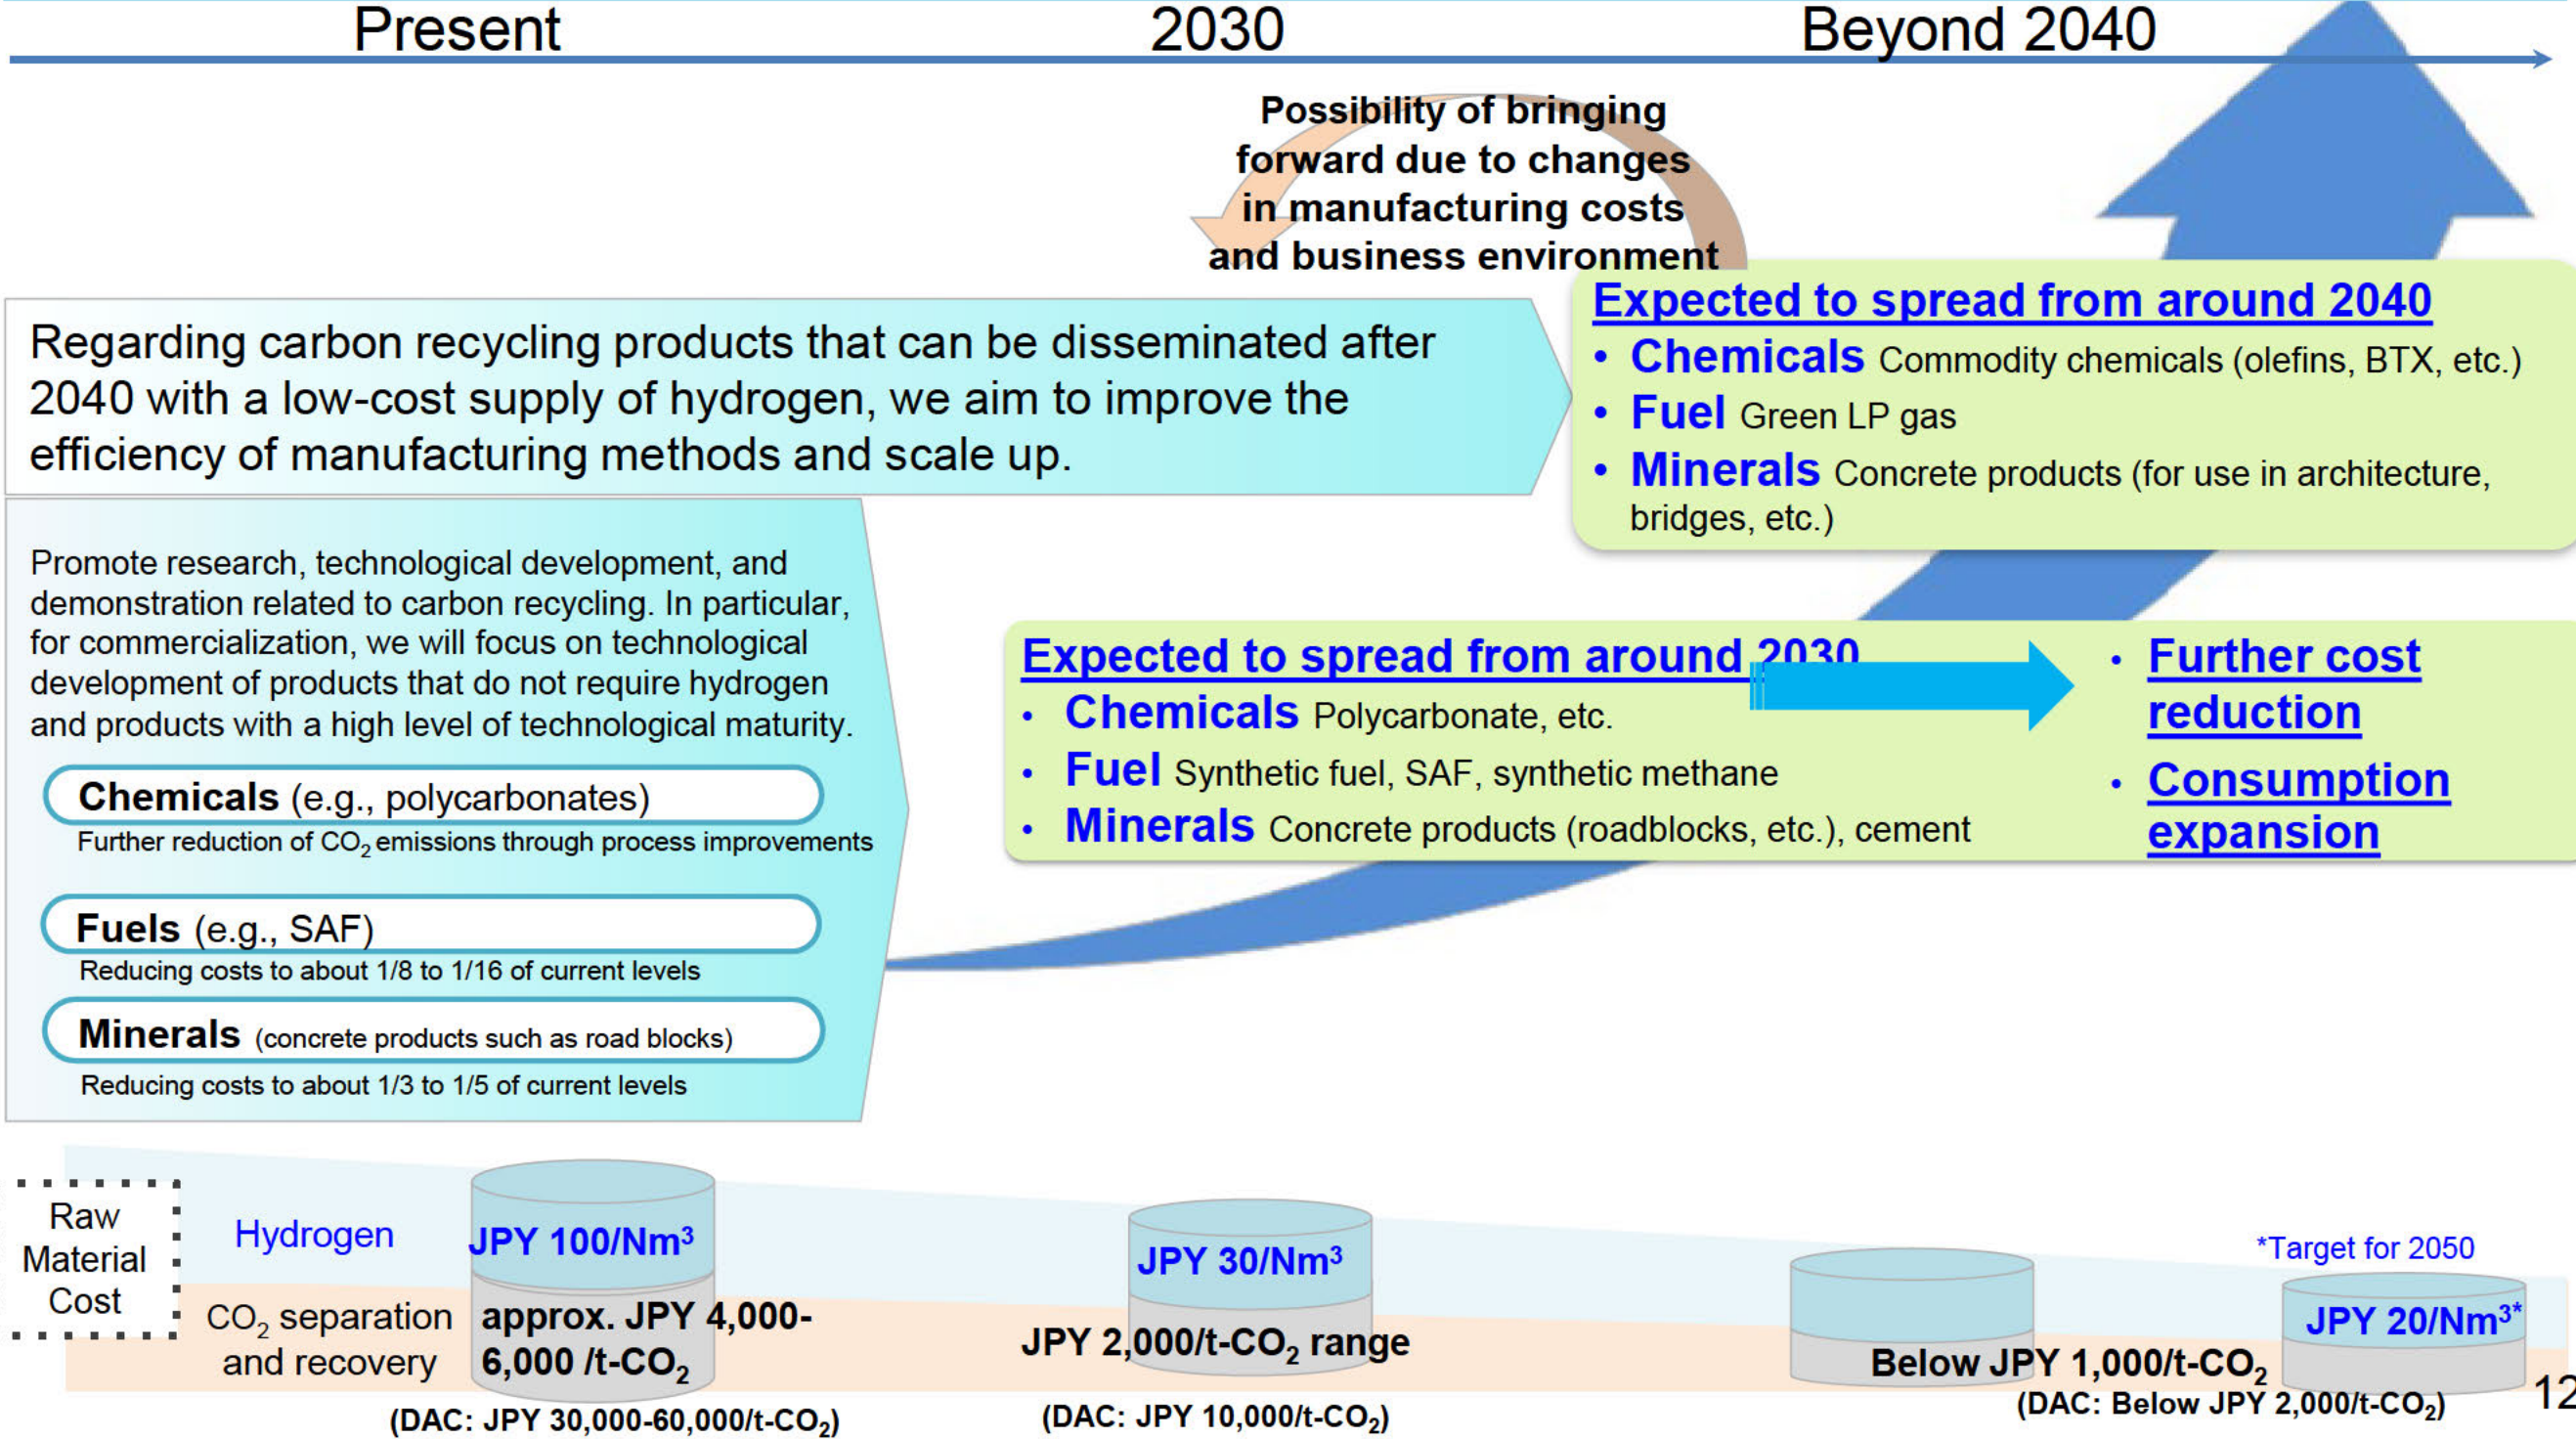 Present
2030
Beyond 2040
Possibility of bringing
forward due to changes
in manufacturing costs
and business environment
Regarding carbon recycling products that can be disseminated after
2040 with a low-cost supply of hydrogen, we aim to improve the
efficiency of manufacturing methods and scale up.
Expected to spread from around 2040
• Chemicals Commodity chemicals (olefins, BTX, etc.)
• Fuel Green LP gas
• Minerals Concrete products (for use in architecture,
bridges, etc.)
Promote research, technological development, and
demonstration related to carbon recycling. In particular,
for commercialization, we will focus on technological
development of products that do not require hydrogen
and products with a high level of technological maturity.
Chemicals (e.g., polycarbonates)
Further reduction of CO₂ emissions through process improvements
Fuels (e.g., SAF)
Reducing costs to about 1/8 to 1/16 of current levels
Minerals (concrete products such as road blocks)
Reducing costs to about 1/3 to 1/5 of current levels
Expected to spread from around 2030
• Chemicals Polycarbonate, etc.
• Fuel Synthetic fuel, SAF, synthetic methane
• Minerals Concrete products (roadblocks, etc.), cement
• Further cost
reduction
• Consumption
expansion
Raw
Material
Cost
Hydrogen
JPY 100/Nm³
JPY 30/Nm³
*Target for 2050
JPY 20/Nm³*
CO₂ separation
and recovery
approx. JPY 4,000-
6,000 /t-CO₂
JPY 2,000/t-CO₂ range
Below JPY 1,000/t-CO₂
(DAC: JPY 30,000-60,000/t-CO₂)
(DAC: JPY 10,000/t-CO₂)
(DAC: Below JPY 2,000/t-CO₂)
12